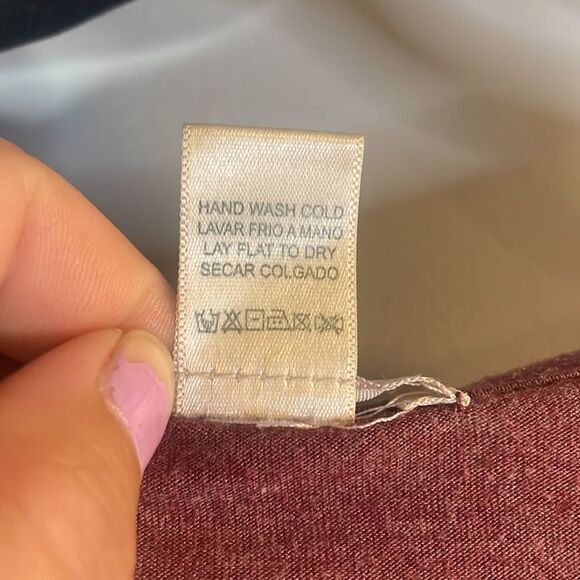 HAND WASH COLD
LAVAR FRIO A MANO
LAY FLAT TO DRY
SECAR COLGADO